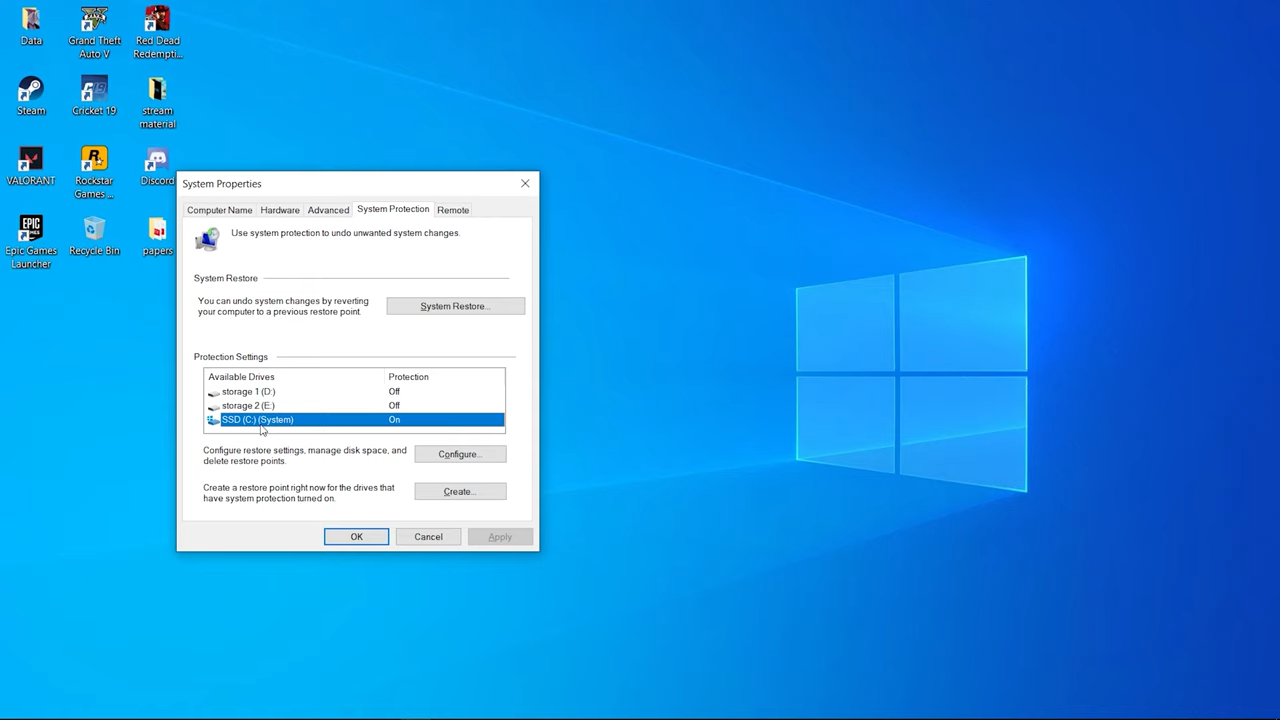 Data
Grand Theft
Auto V
Red Dead
Redempti...
Steam
Cricket 19
stream
material
VALORANT
Rockstar
Games ...
Discord
Epic Games
Launcher
Recycle Bin
papers
System Properties
Computer Name
Hardware
Advanced
System Protection
Remote
Use system protection to undo unwanted system changes.
System Restore
You can undo system changes by reverting
your computer to a previous restore point.
System Restore...
Protection Settings
Available Drives
Protection
storage 1 (D:)
Off
storage 2 (E:)
Off
SSD (C:) (System)
On
Configure restore settings, manage disk space, and
delete restore points.
Configure...
Create a restore point right now for the drives that
have system protection turned on.
Create...
OK
Cancel
Apply